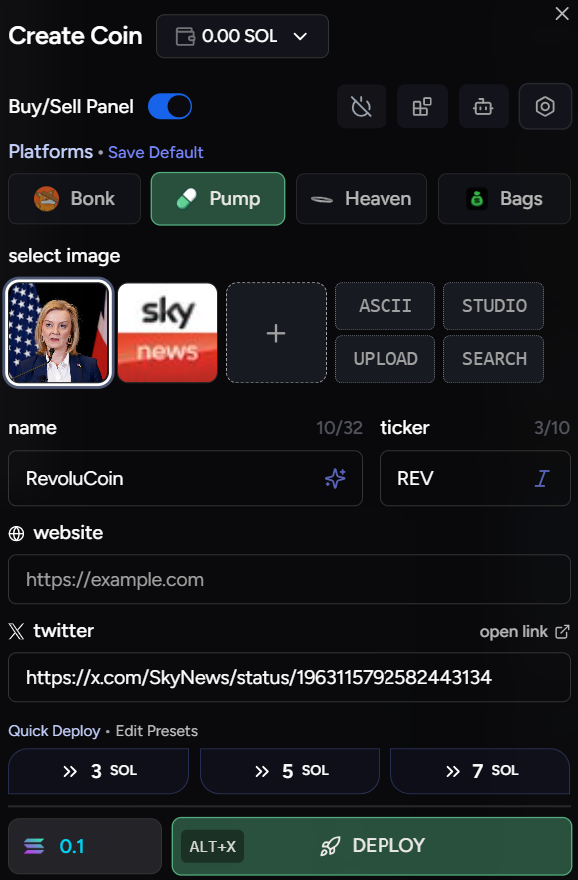 Create Coin 0.00 SOL
Buy/Sell Panel
Platforms • Save Default
Bonk Pump Heaven Bags
select image
sky news
ASCII STUDIO
UPLOAD SEARCH
name 10/32 ticker 3/10
RevoluCoin REV
website
https://example.com
twitter open link
https://x.com/SkyNews/status/1963115792582443134
Quick Deploy • Edit Presets
3 SOL 5 SOL 7 SOL
0.1 ALT+X DEPLOY